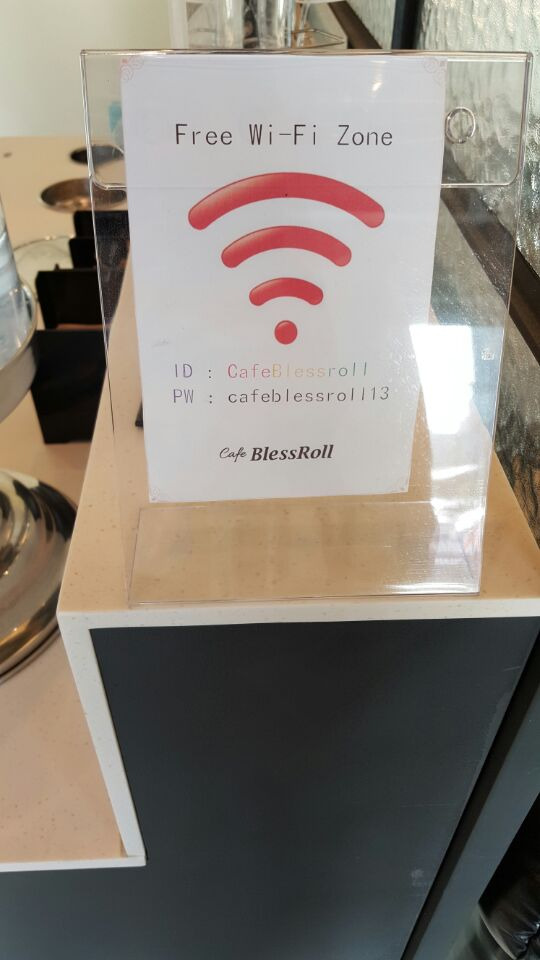 Free Wi-Fi Zone
ID : CafeBlessroll
PW : cafeblessroll13
Cafe BlessRoll